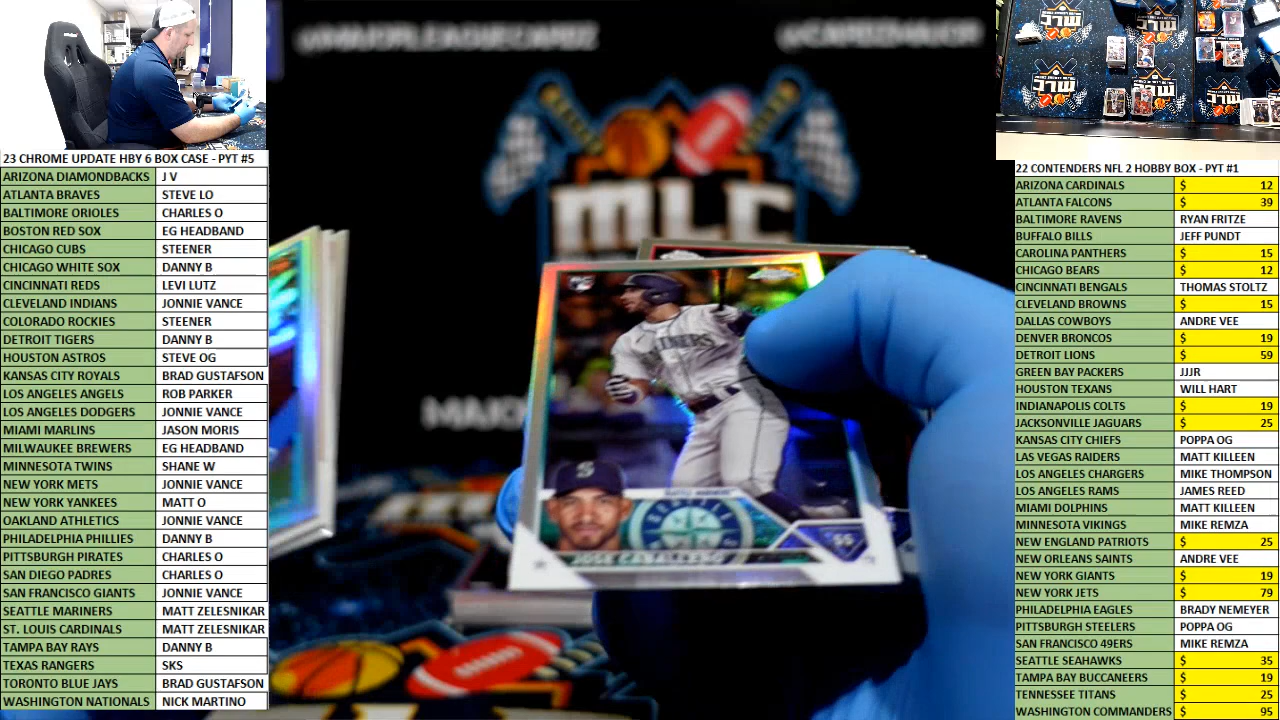 23 CHROME UPDATE HBY 6 BOX CASE - PYT #5
ARIZONA DIAMONDBACKS J V
ATLANTA BRAVES STEVE LO
BALTIMORE ORIOLES CHARLES O
BOSTON RED SOX EG HEADBAND
CHICAGO CUBS STEENER
CHICAGO WHITE SOX DANNY B
CINCINNATI REDS LEVI LUTZ
CLEVELAND INDIANS JONNIE VANCE
COLORADO ROCKIES STEENER
DETROIT TIGERS DANNY B
HOUSTON ASTROS STEVE OG
KANSAS CITY ROYALS BRAD GUSTAFSON
LOS ANGELES ANGELS ROB PARKER
LOS ANGELES DODGERS JONNIE VANCE
MIAMI MARLINS JASON MORIS
MILWAUKEE BREWERS EG HEADBAND
MINNESOTA TWINS SHANE W
NEW YORK METS JONNIE VANCE
NEW YORK YANKEES MATT O
OAKLAND ATHLETICS JONNIE VANCE
PHILADELPHIA PHILLIES DANNY B
PITTSBURGH PIRATES CHARLES O
SAN DIEGO PADRES CHARLES O
SAN FRANCISCO GIANTS JONNIE VANCE
SEATTLE MARINERS MATT ZELESNIKAR
ST. LOUIS CARDINALS MATT ZELESNIKAR
TAMPA BAY RAYS DANNY B
TEXAS RANGERS SKS
TORONTO BLUE JAYS BRAD GUSTAFSON
WASHINGTON NATIONALS NICK MARTINO
@MAJORLEAGUECARDZ
@CARDZMAJOR
MLC
MAJO
RC
MARINERS
S
JOSE CABALLERO
SS
22 CONTENDERS NFL 2 HOBBY BOX - PYT #1
ARIZONA CARDINALS $ 12
ATLANTA FALCONS $ 39
BALTIMORE RAVENS RYAN FRITZE
BUFFALO BILLS JEFF PUNDT
CAROLINA PANTHERS $ 15
CHICAGO BEARS $ 12
CINCINNATI BENGALS THOMAS STOLTZ
CLEVELAND BROWNS $ 15
DALLAS COWBOYS ANDRE VEE
DENVER BRONCOS $ 19
DETROIT LIONS $ 59
GREEN BAY PACKERS JJJR
HOUSTON TEXANS WILL HART
INDIANAPOLIS COLTS $ 19
JACKSONVILLE JAGUARS $ 25
KANSAS CITY CHIEFS POPPA OG
LAS VEGAS RAIDERS MATT KILLEEN
LOS ANGELES CHARGERS MIKE THOMPSON
LOS ANGELES RAMS JAMES REED
MIAMI DOLPHINS MATT KILLEEN
MINNESOTA VIKINGS MIKE REMZA
NEW ENGLAND PATRIOTS $ 25
NEW ORLEANS SAINTS ANDRE VEE
NEW YORK GIANTS $ 19
NEW YORK JETS $ 79
PHILADELPHIA EAGLES BRADY NEMEYER
PITTSBURGH STEELERS POPPA OG
SAN FRANCISCO 49ERS MIKE REMZA
SEATTLE SEAHAWKS $ 35
TAMPA BAY BUCCANEERS $ 19
TENNESSEE TITANS $ 25
WASHINGTON COMMANDERS $ 95